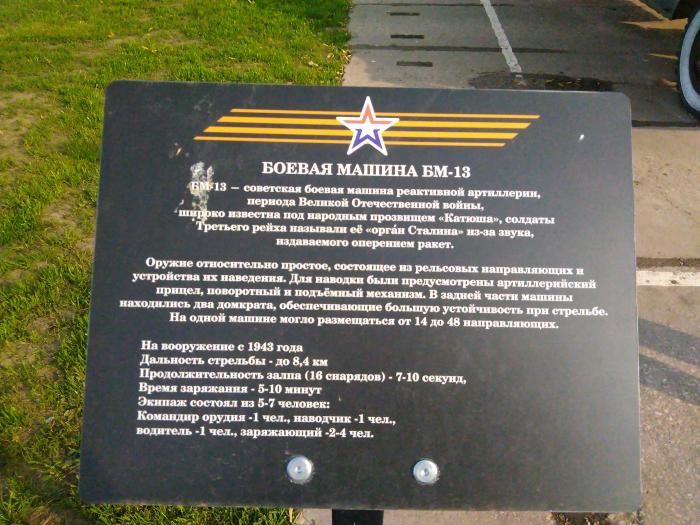 БОЕВАЯ МАШИНА БМ-13
БМ-13 – советская боевая машина реактивной артиллерии,
периода Великой Отечественной войны,
широко известна под народным прозвищем «Катюша», солдаты
Третьего рейха называли её «орга́н Сталина» из-за звука,
издаваемого оперением ракет.
Оружие относительно простое, состоящее из рельсовых направляющих и
устройства их наведения. Для наводки были предусмотрены артиллерийский
прицел, поворотный и подъёмный механизм. В задней части машины
находились два домкрата, обеспечивающие большую устойчивость при стрельбе.
На одной машине могло размещаться от 14 до 48 направляющих.
На вооружение с 1943 года
Дальность стрельбы - до 8,4 км
Продолжительность залпа (16 снарядов) - 7-10 секунд,
Время заряжания - 5-10 минут
Экипаж состоял из 5-7 человек:
Командир орудия -1 чел., наводчик -1 чел.,
водитель -1 чел., заряжающий -2-4 чел.